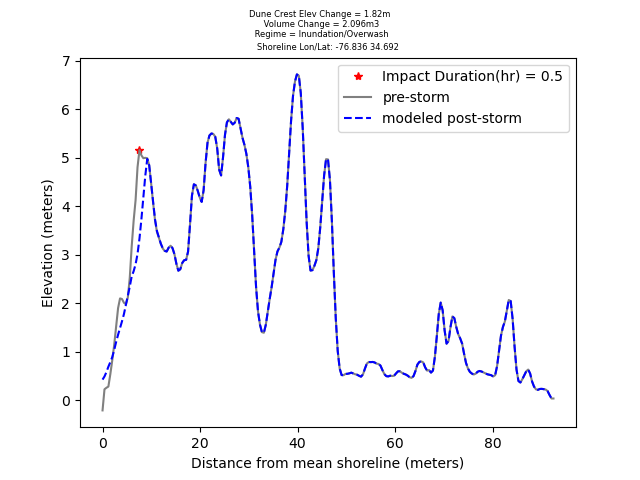 Dune Crest Elev Change = 1.82m
Volume Change = 2.096m3
Regime = Inundation/Overwash
Shoreline Lon/Lat: -76.836 34.692
Impact Duration(hr) = 0.5
pre-storm
modeled post-storm
7
6
5
4
3
2
1
0
Elevation (meters)
0 20 40 60 80
Distance from mean shoreline (meters)